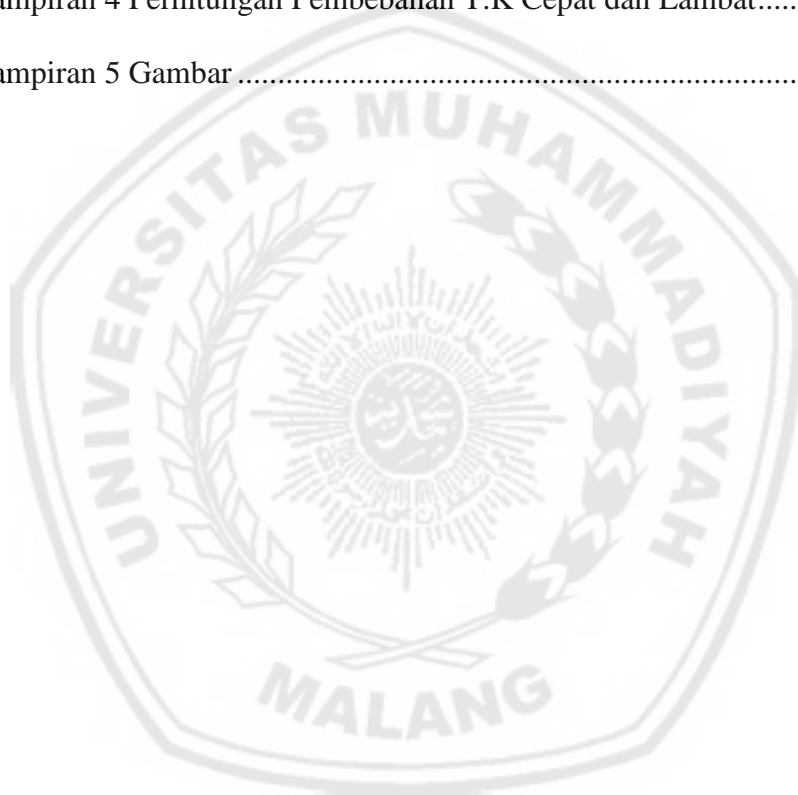 ampiran 4 Perhitungan Pembebanan Cepat dan Lambat.....
ampiran 5 Gambar ......................................................................
UNIVERSITAS MUHAMMADIYAH
MALANG